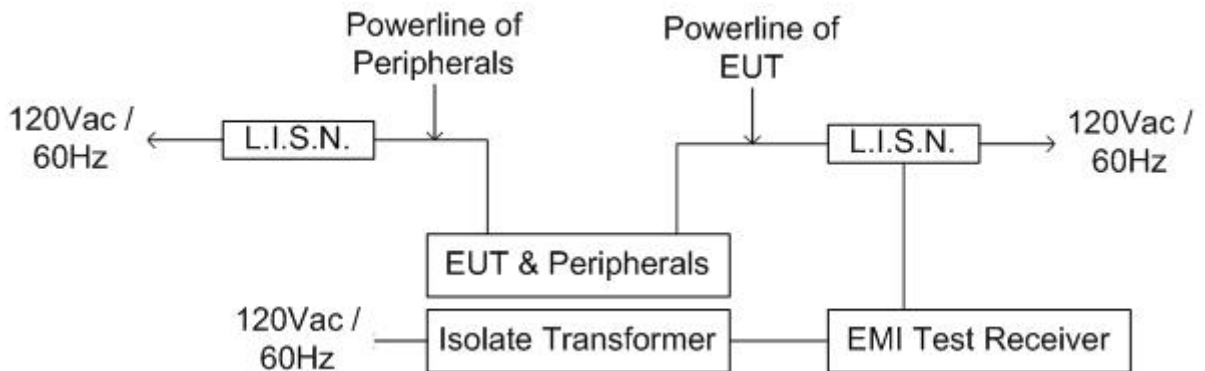 Powerline of
Peripherals
Powerline of
EUT
120Vac /
60Hz
L.I.S.N.
L.I.S.N.
120Vac /
60Hz
EUT & Peripherals
120Vac /
60Hz
Isolate Transformer
EMI Test Receiver